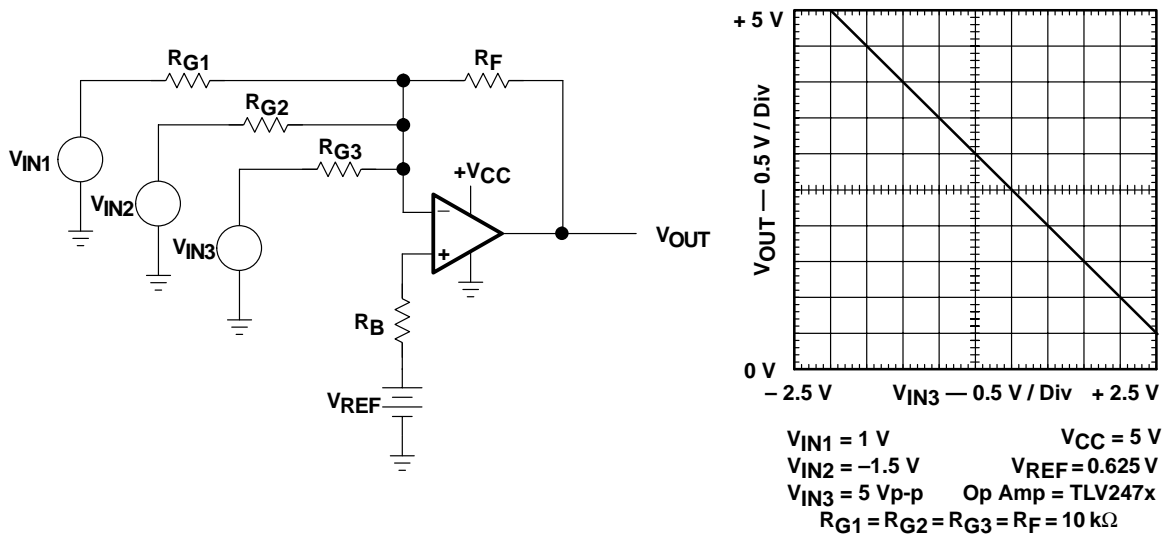 RG1
RF
RG2
RG3
VIN1
VIN2
VIN3
+VCC
–
+
VOUT
RB
VREF
+ 5 V
VOUT — 0.5 V / Div
0 V
– 2.5 V
VIN3 — 0.5 V / Div
+ 2.5 V
VIN1 = 1 V
VCC = 5 V
VIN2 = –1.5 V
VREF = 0.625 V
VIN3 = 5 Vp-p
Op Amp = TLV247x
RG1 = RG2 = RG3 = RF = 10 kΩ